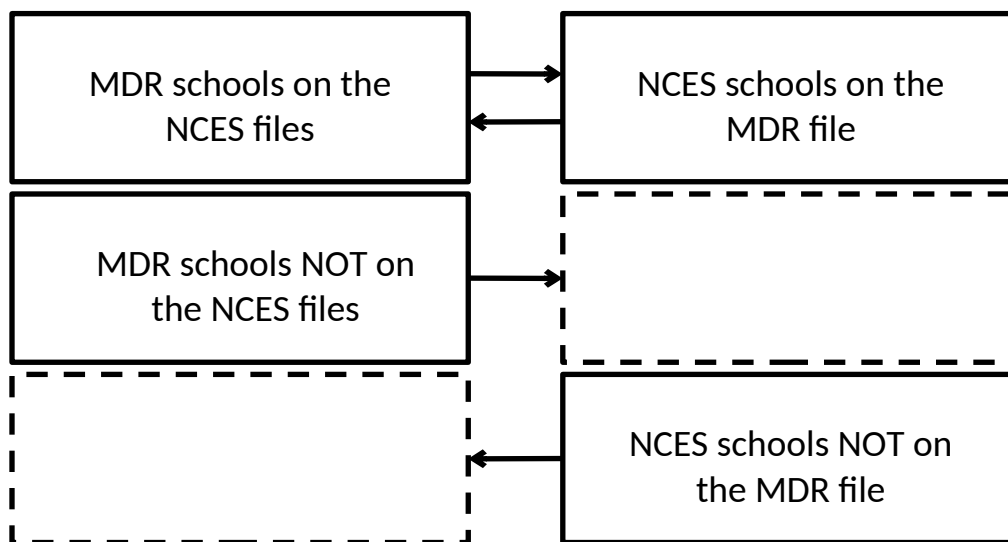 MDR schools on the
NCES files
NCES schools on the
MDR file
MDR schools NOT on
the NCES files
NCES schools NOT on
the MDR file